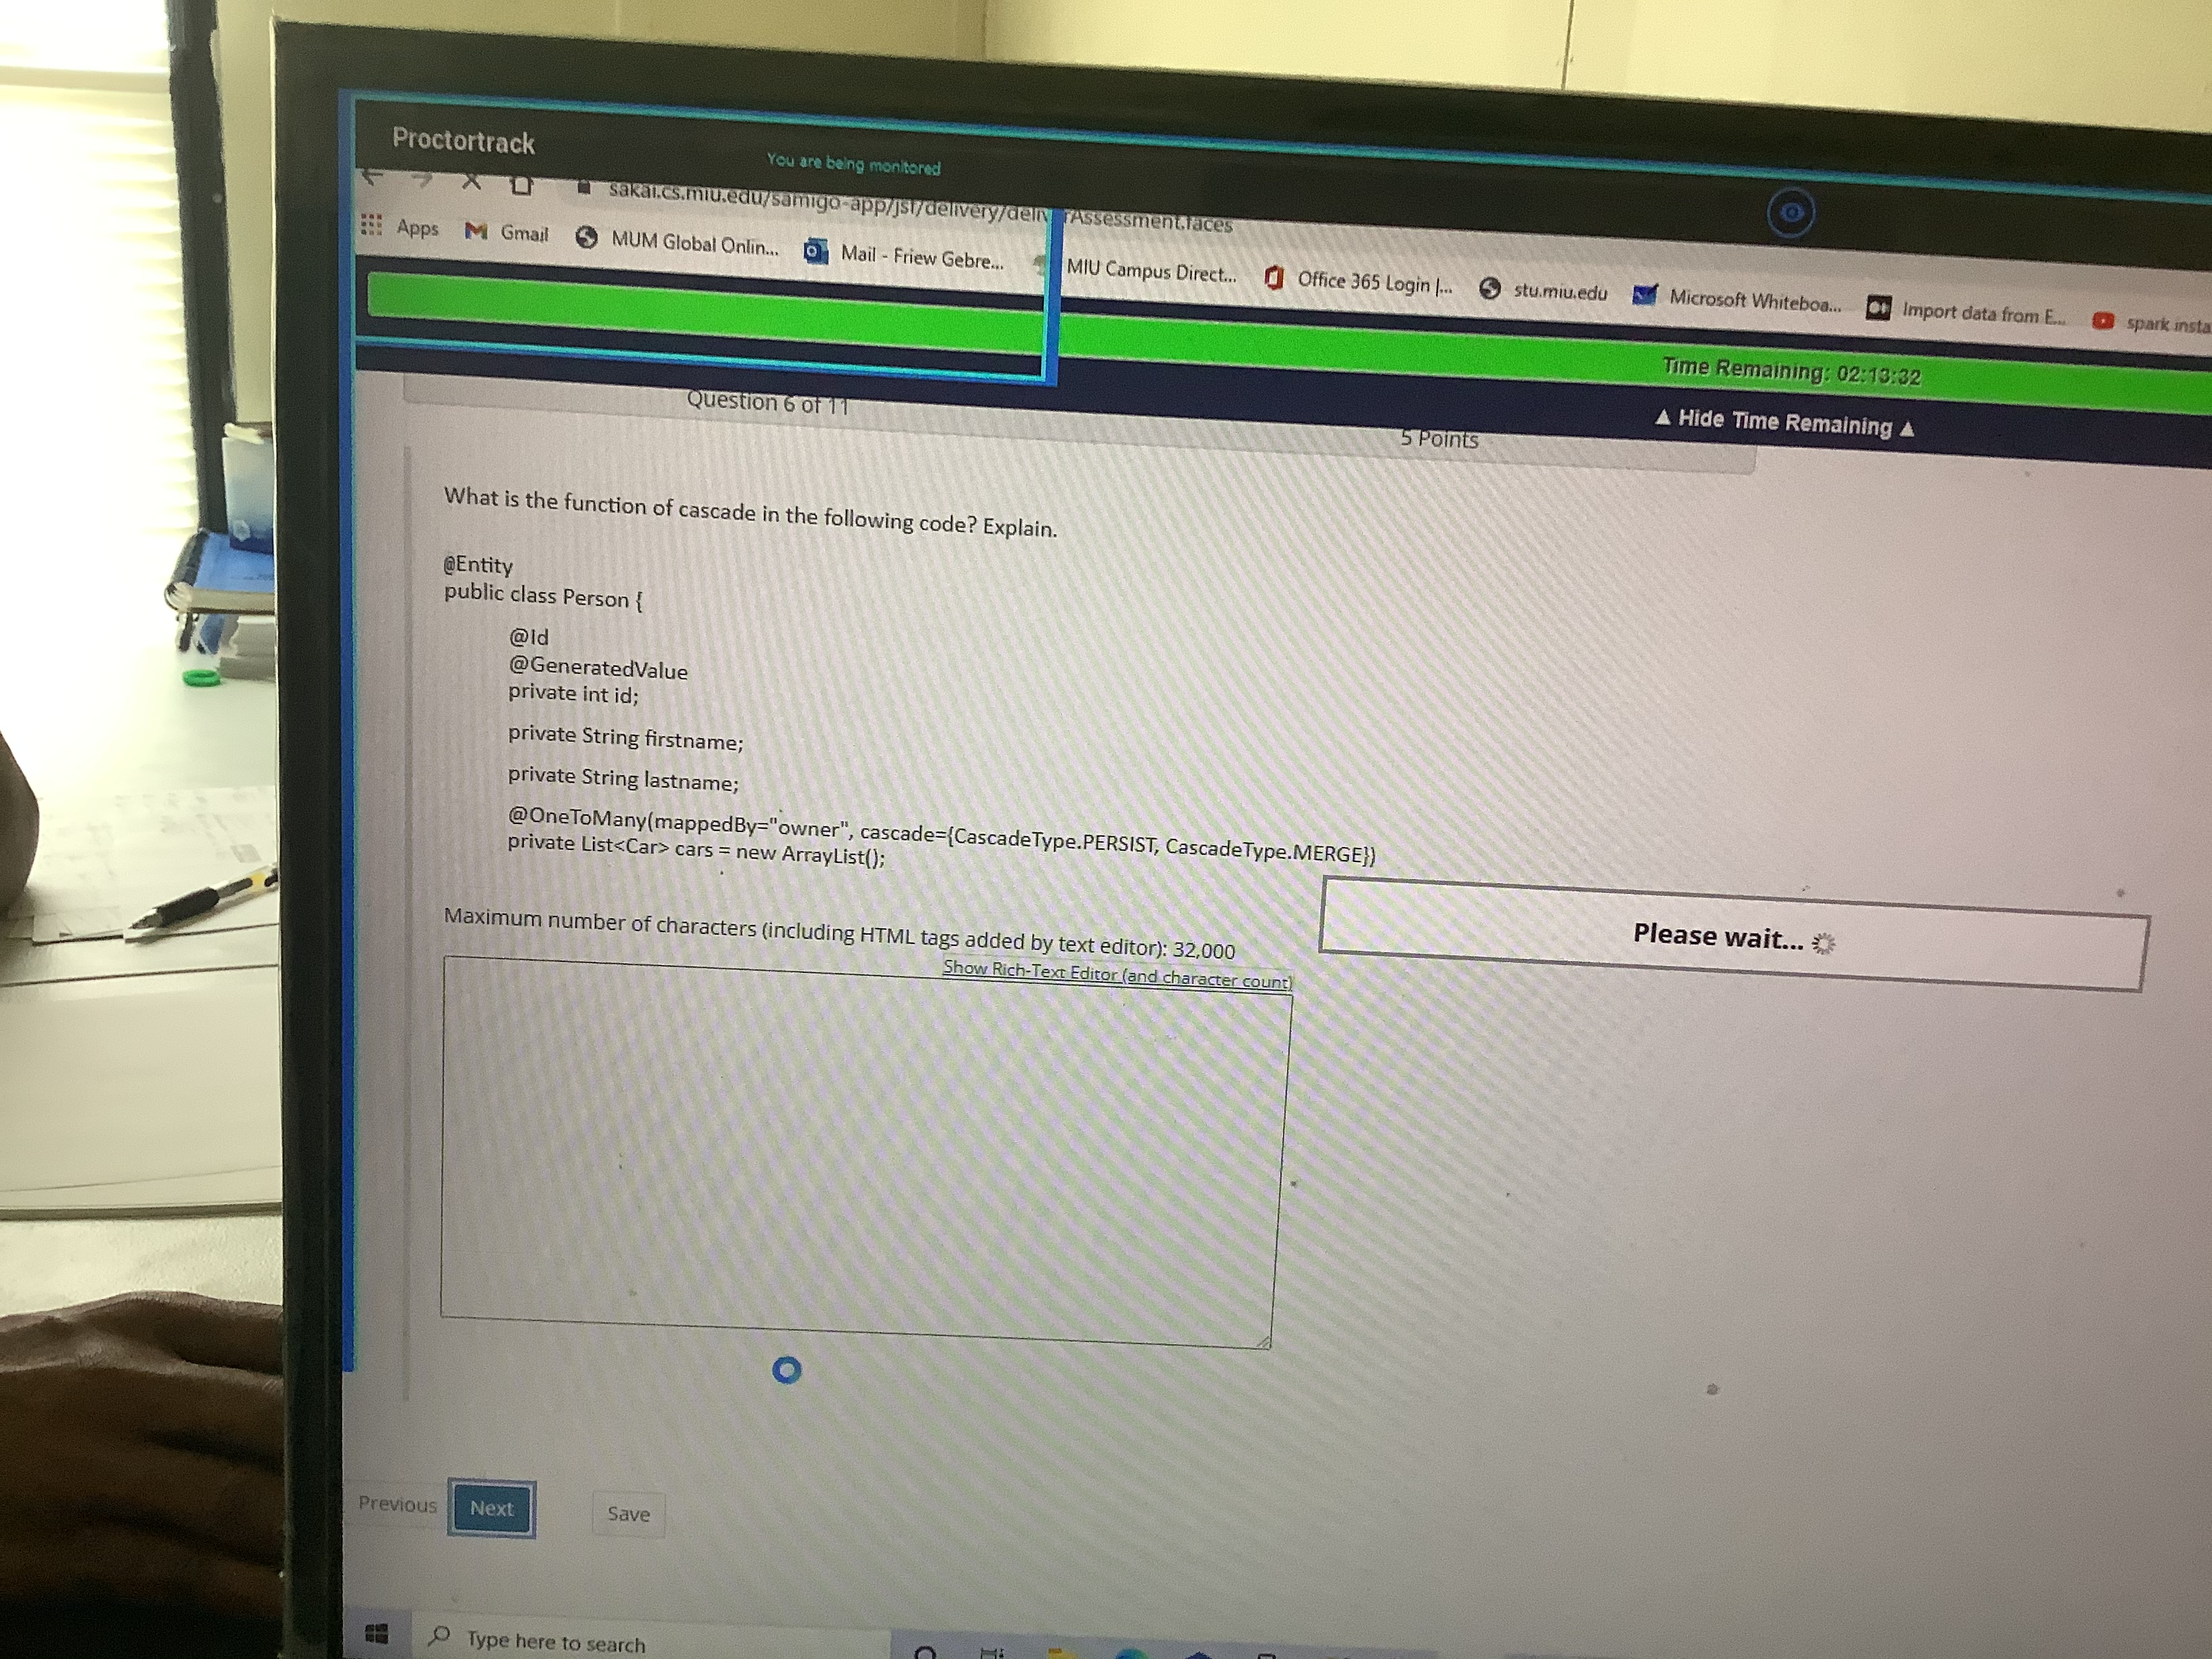 Proctortrack
You are being monitored
sakai.cs.miu.edu/samigo-app/jsf/delivery/deliv rAssessment.faces
Apps Gmail MUM Global Onlin... Mail - Friew Gebre... MIU Campus Direct... Office 365 Login |... stu.miu.edu Microsoft Whiteboa... Import data from E... spark insta
Time Remaining: 02:13:32
▲ Hide Time Remaining ▲
Question 6 of 11
5 Points
What is the function of cascade in the following code? Explain.
@Entity
public class Person {
@Id
@GeneratedValue
private int id;
private String firstname;
private String lastname;
@OneToMany(mappedBy="owner", cascade={CascadeType.PERSIST, CascadeType.MERGE})
private List<Car> cars = new ArrayList();
Please wait...
Maximum number of characters (including HTML tags added by text editor): 32,000
Show Rich-Text Editor (and character count)
Previous Next Save
Type here to search